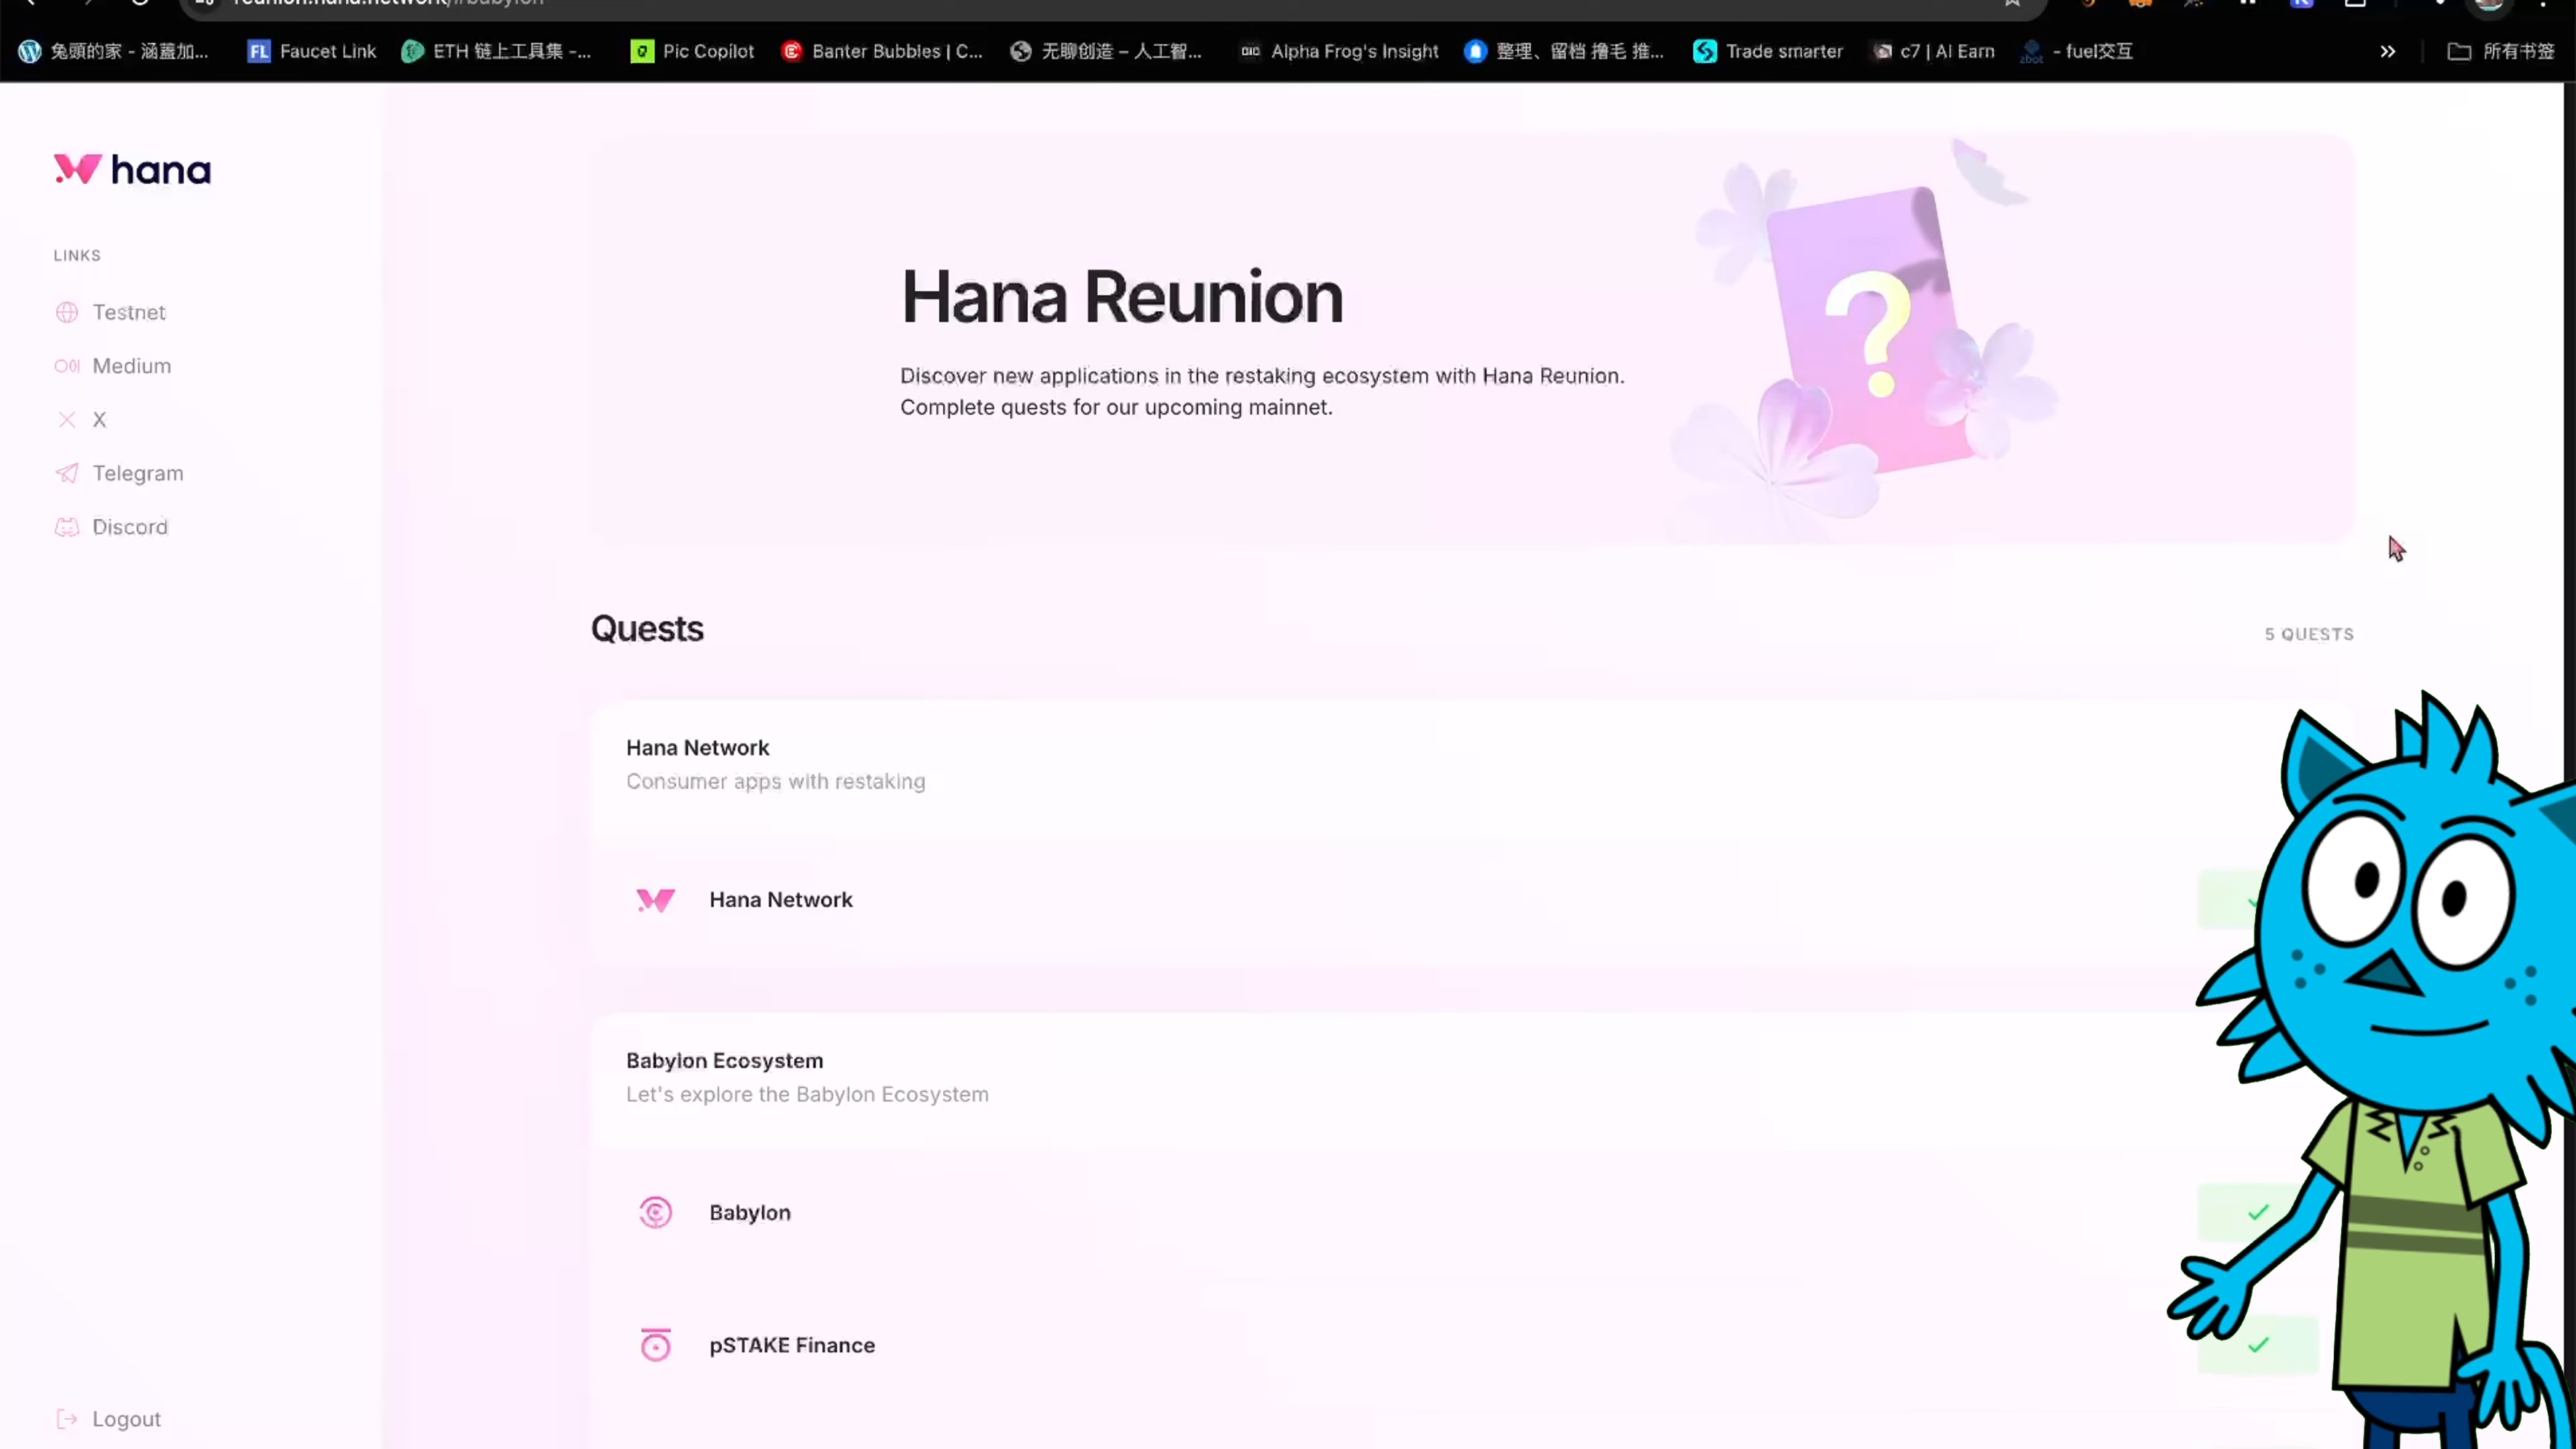 兔頭的家 - 涵蓋加...
FL Faucet Link
ETH 链上工具集 -...
Pic Copilot
Banter Bubbles | C...
无聊创造 – 人工智...
Alpha Frog's Insight
整理、留档 撸毛 推...
Trade smarter
c7 | AI Earn
zbot - fuel交互
所有书签
hana
LINKS
Testnet
Medium
X
Telegram
Discord
Logout
Hana Reunion
Discover new applications in the restaking ecosystem with Hana Reunion.
Complete quests for our upcoming mainnet.
?
Quests
5 QUESTS
Hana Network
Consumer apps with restaking
Hana Network
Babylon Ecosystem
Let's explore the Babylon Ecosystem
Babylon
pSTAKE Finance